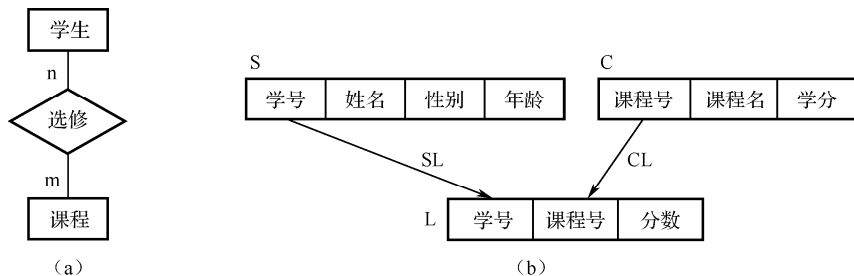 学生
n
选修
m
课程
（a）
S
学号 姓名 性别 年龄
C
课程号 课程名 学分
SL
CL
L
学号 课程号 分数
（b）